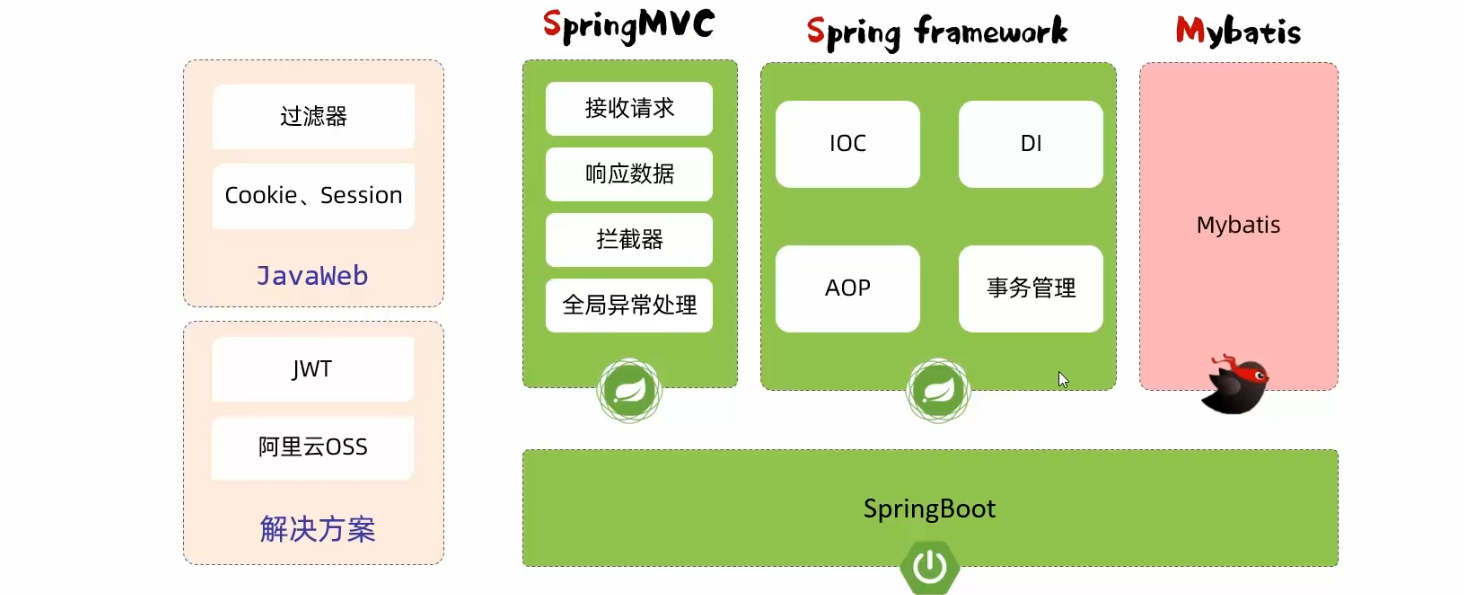 SpringMVC
Spring framework
Mybatis
过滤器
Cookie、Session
JavaWeb
JWT
阿里云OSS
解决方案
接收请求
响应数据
拦截器
全局异常处理
IOC
DI
AOP
事务管理
Mybatis
SpringBoot